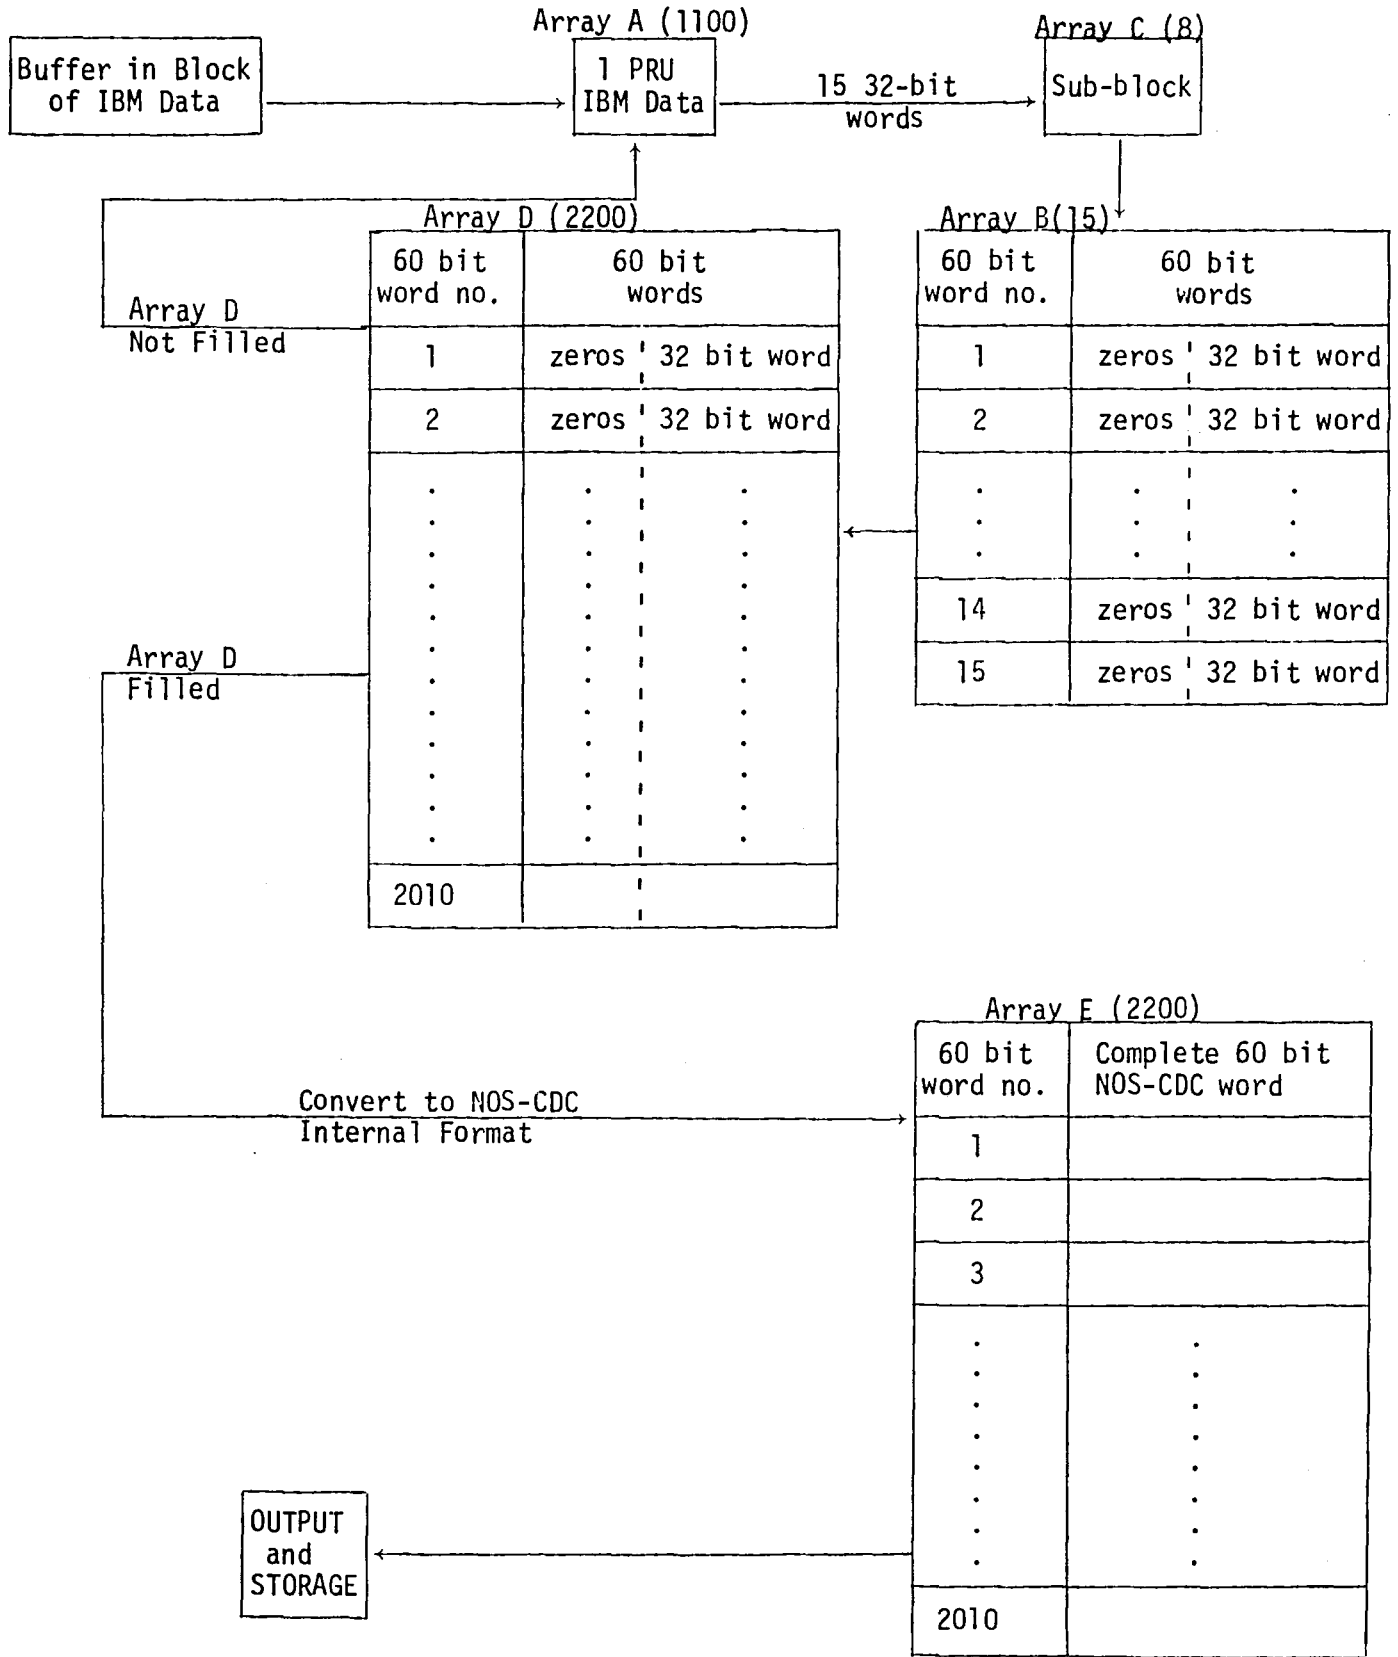 Array A (1100)
Array C (8)
Buffer in Block
of IBM Data
1 PRU
IBM Data
15 32-bit
words
Sub-block
Array D (2200)
60 bit
word no.
60 bit
words
1
zeros
32 bit word
2
zeros
32 bit word
2010
Array D
Not Filled
Array D
Filled
Array B(15)
60 bit
word no.
60 bit
words
1
zeros
32 bit word
2
zeros
32 bit word
14
zeros
32 bit word
15
zeros
32 bit word
Convert to NOS-CDC
Internal Format
Array E (2200)
60 bit
word no.
Complete 60 bit
NOS-CDC word
1
2
3
2010
OUTPUT
and
STORAGE